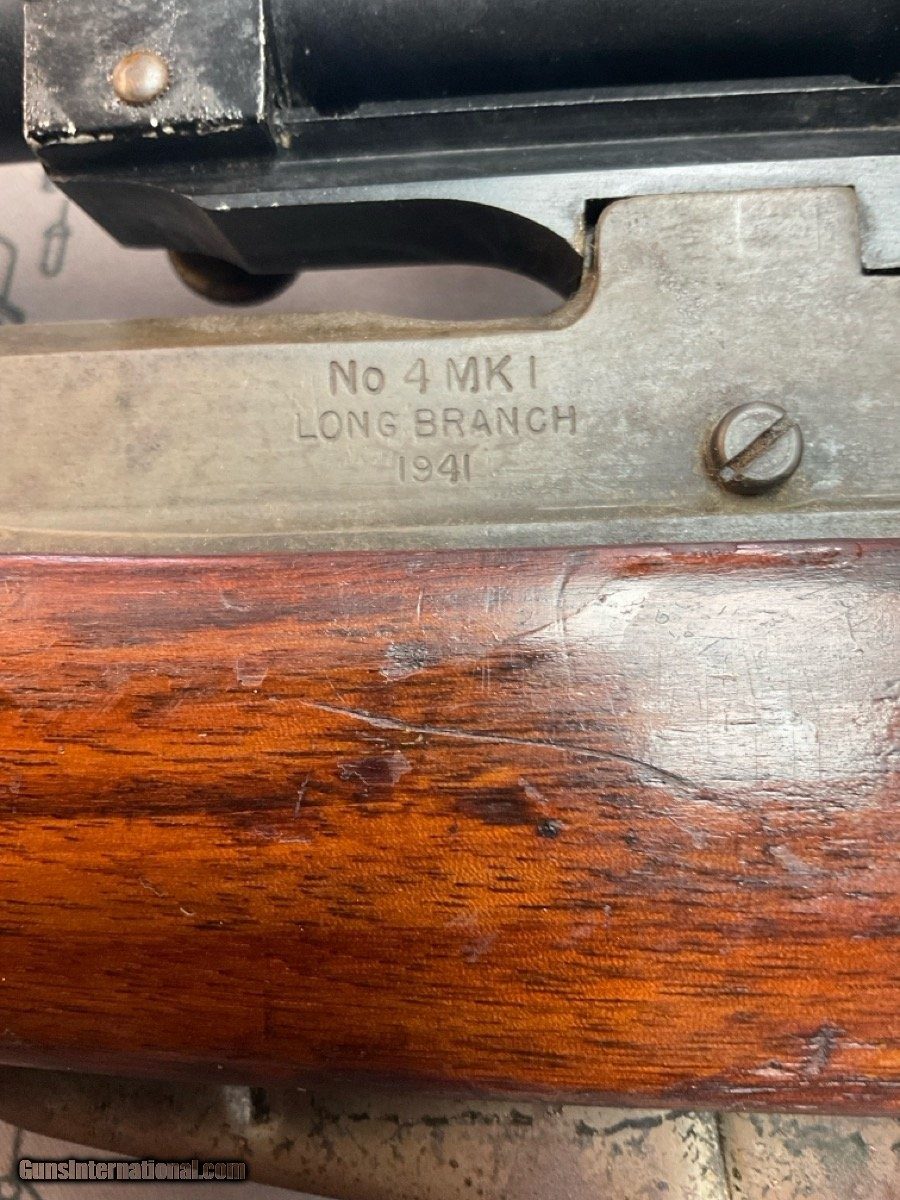 No 4 MK I
LONG BRANCH
1941
GunsInternational.com